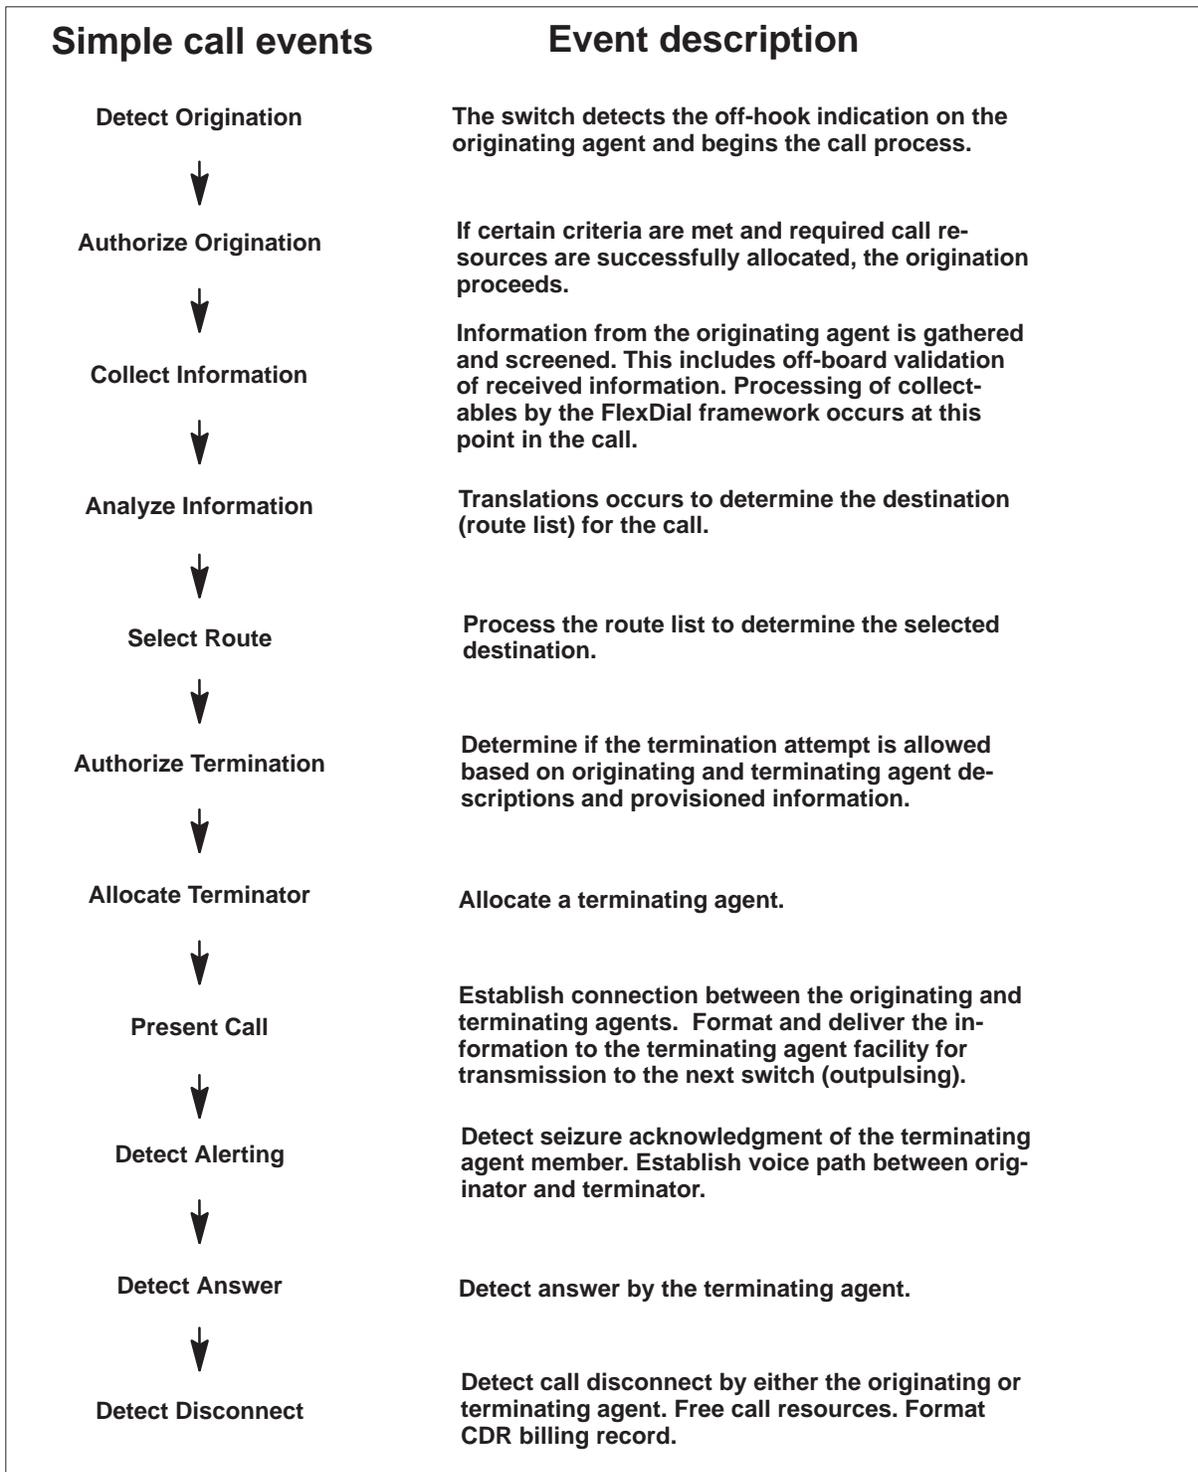 Simple call events
Event description
Detect Origination
The switch detects the off-hook indication on the
originating agent and begins the call process.
Authorize Origination
If certain criteria are met and required call re-
sources are successfully allocated, the origination
proceeds.
Collect Information
Information from the originating agent is gathered
and screened. This includes off-board validation
of received information. Processing of collect-
ables by the FlexDial framework occurs at this
point in the call.
Analyze Information
Translations occurs to determine the destination
(route list) for the call.
Select Route
Process the route list to determine the selected
destination.
Authorize Termination
Determine if the termination attempt is allowed
based on originating and terminating agent de-
scriptions and provisioned information.
Allocate Terminator
Allocate a terminating agent.
Present Call
Establish connection between the originating and
terminating agents.  Format and deliver the in-
formation to the terminating agent facility for
transmission to the next switch (outpulsing).
Detect Alerting
Detect seizure acknowledgment of the terminating
agent member. Establish voice path between orig-
inator and terminator.
Detect Answer
Detect answer by the terminating agent.
Detect Disconnect
Detect call disconnect by either the originating or
terminating agent. Free call resources. Format
CDR billing record.